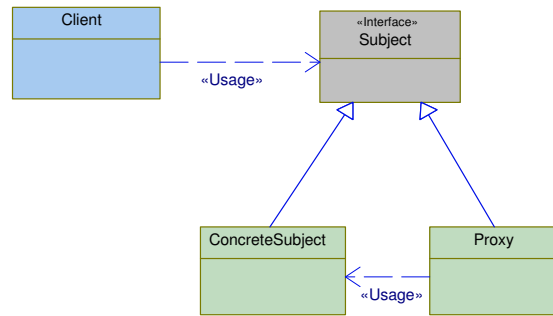 Client
«Interface»
Subject
«Usage»
ConcreteSubject
Proxy
«Usage»